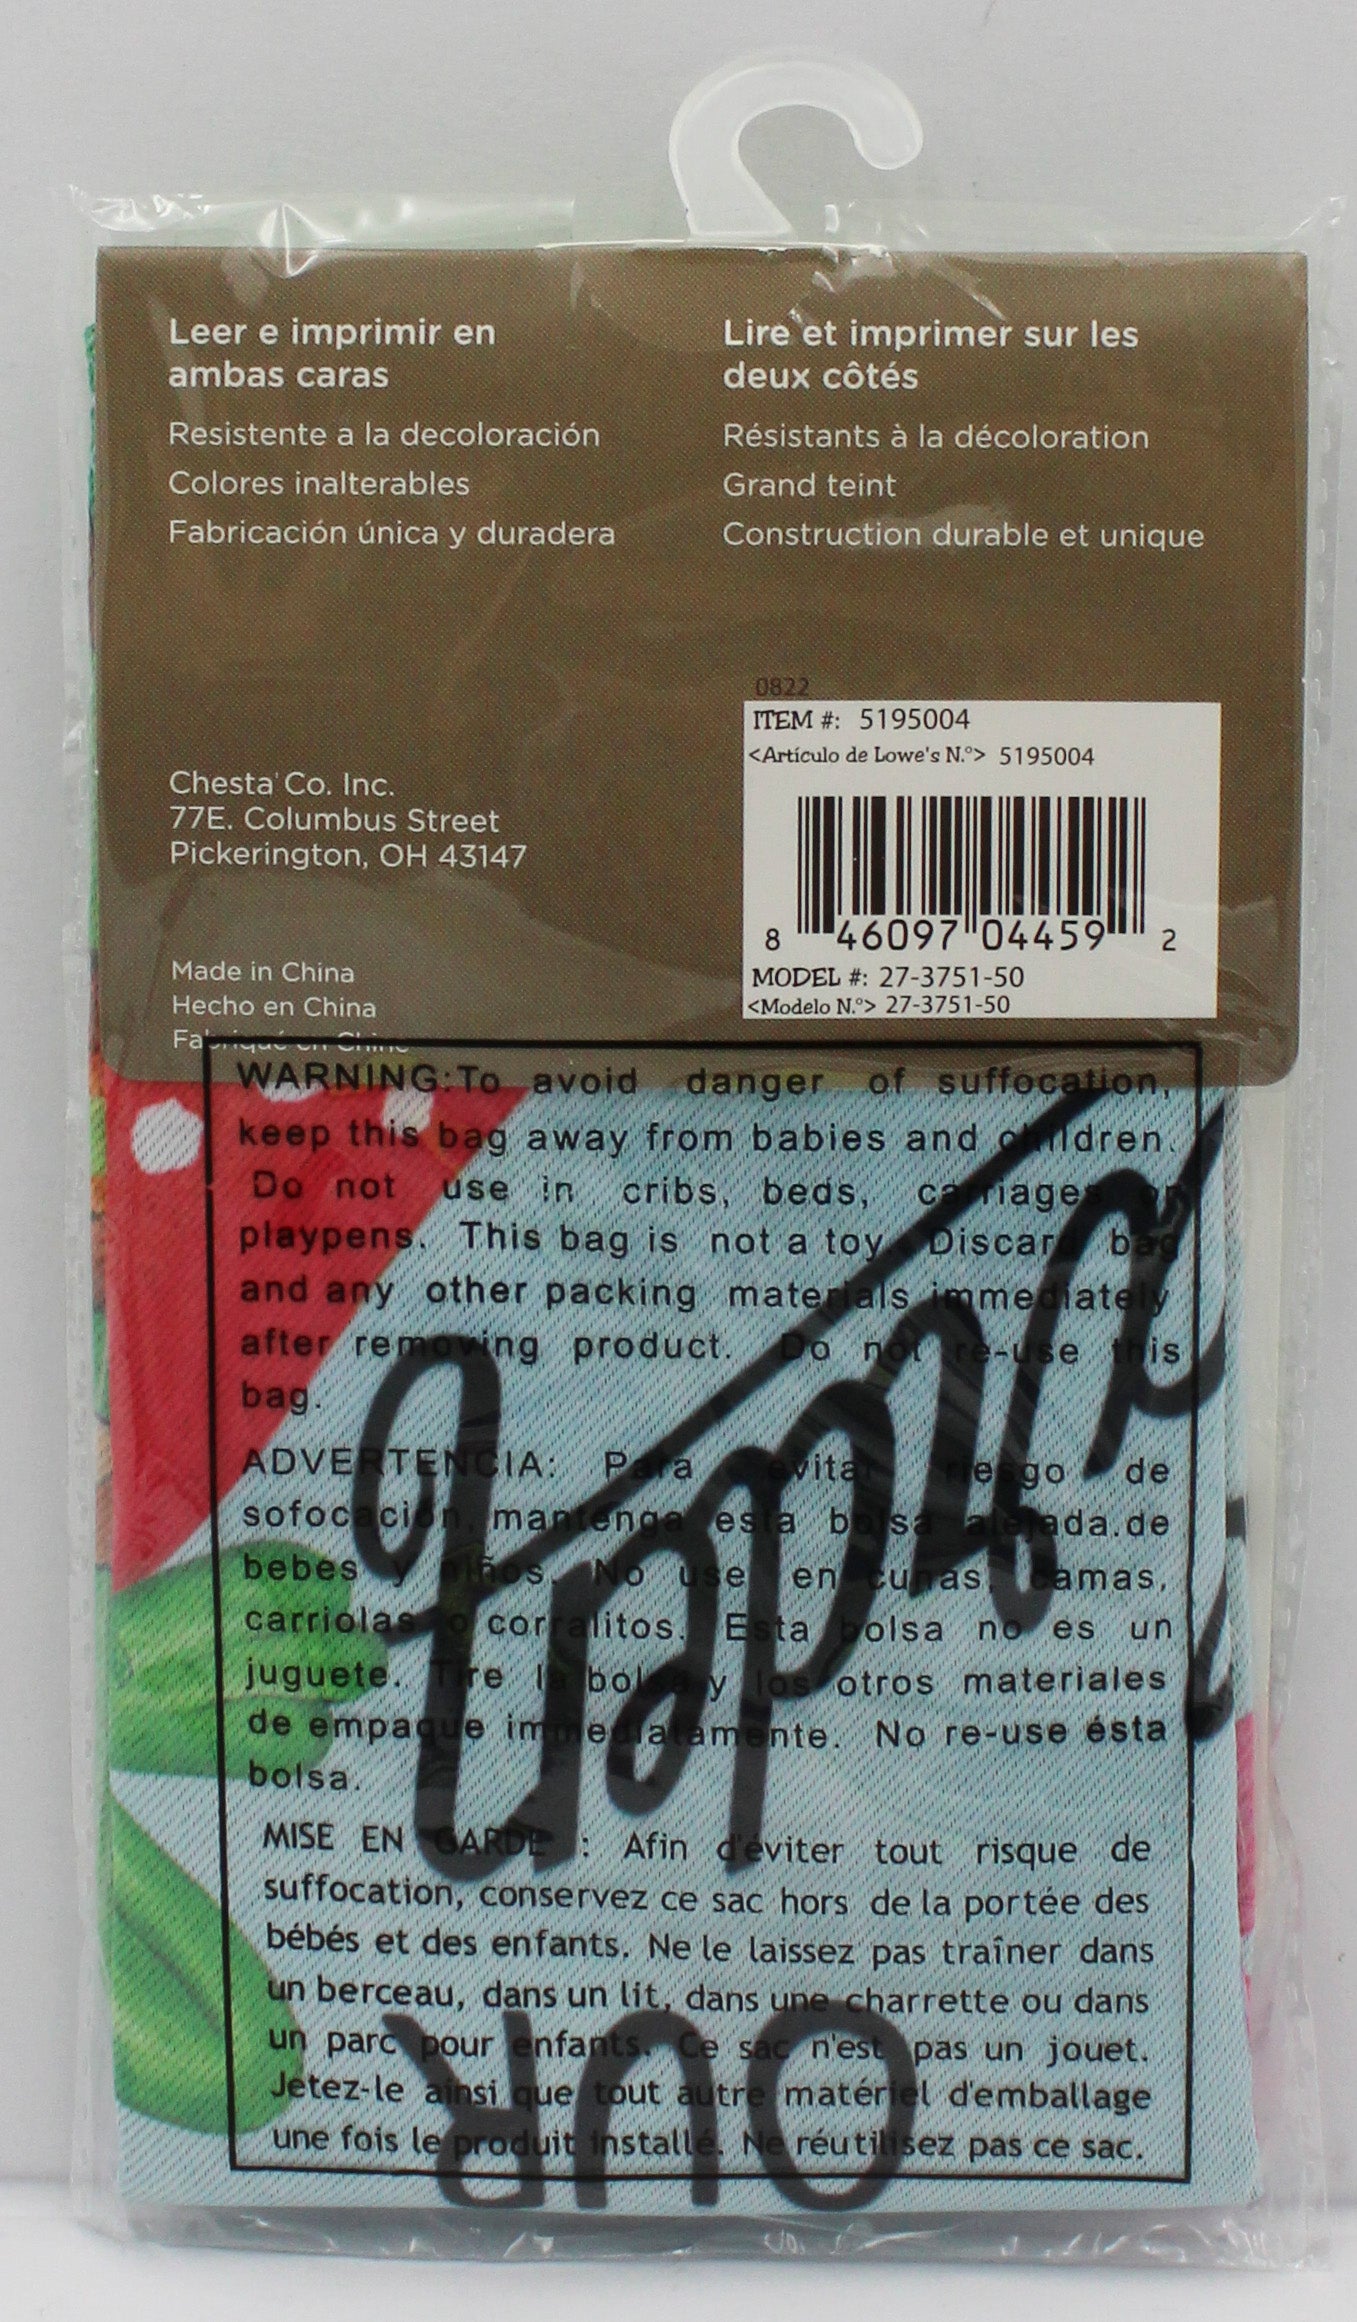 Leer e imprimir en
ambas caras
Resistente a la decoloración
Colores inalterables
Fabricación única y duradera
Lire et imprimer sur les
deux côtés
Résistants à la décoloration
Grand teint
Construction durable et unique
0822
ITEM #: 5195004
<Artículo de Lowe's N.°> 5195004
8 46097 04459 2
MODEL #: 27-3751-50
<Modelo N.°> 27-3751-50
Chesta Co. Inc.
77E. Columbus Street
Pickerington, OH 43147
Made in China
Hecho en China
Fabriqué en Chine
WARNING:To avoid danger of suffocation,
keep this bag away from babies and children.
Do not use in cribs, beds, carriages or
playpens. This bag is not a toy. Discard bag
and any other packing materials immediately
after removing product. Do not re-use this
bag.
ADVERTENCIA: Para evitar riesgo de
sofocación, mantenga esta bolsa alejada.de
bebes y niños. No use en cunas, camas,
carriolas o corralitos. Esta bolsa no es un
juguete. Tire la bolsa y los otros materiales
de empaque immediatamente. No re-use ésta
bolsa.
MISE EN GARDE : Afin d'éviter tout risque de
suffocation, conservez ce sac hors de la portée des
bébés et des enfants. Ne le laissez pas traîner dans
un berceau, dans un lit, dans une charrette ou dans
un parc pour enfants. Ce sac n'est pas un jouet.
Jetez-le ainsi que tout autre matériel d'emballage
une fois le produit installé. Ne réutilisez pas ce sac.
OUR